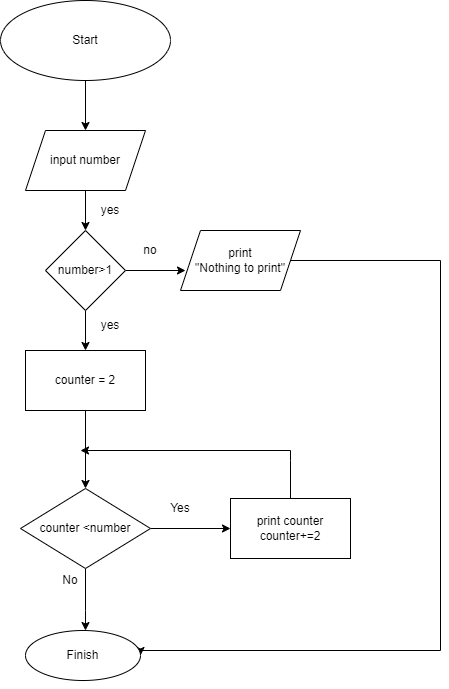 Start
input number
yes
number>1
no
print
"Nothing to print"
yes
counter = 2
counter <number
Yes
print counter
counter+=2
No
Finish